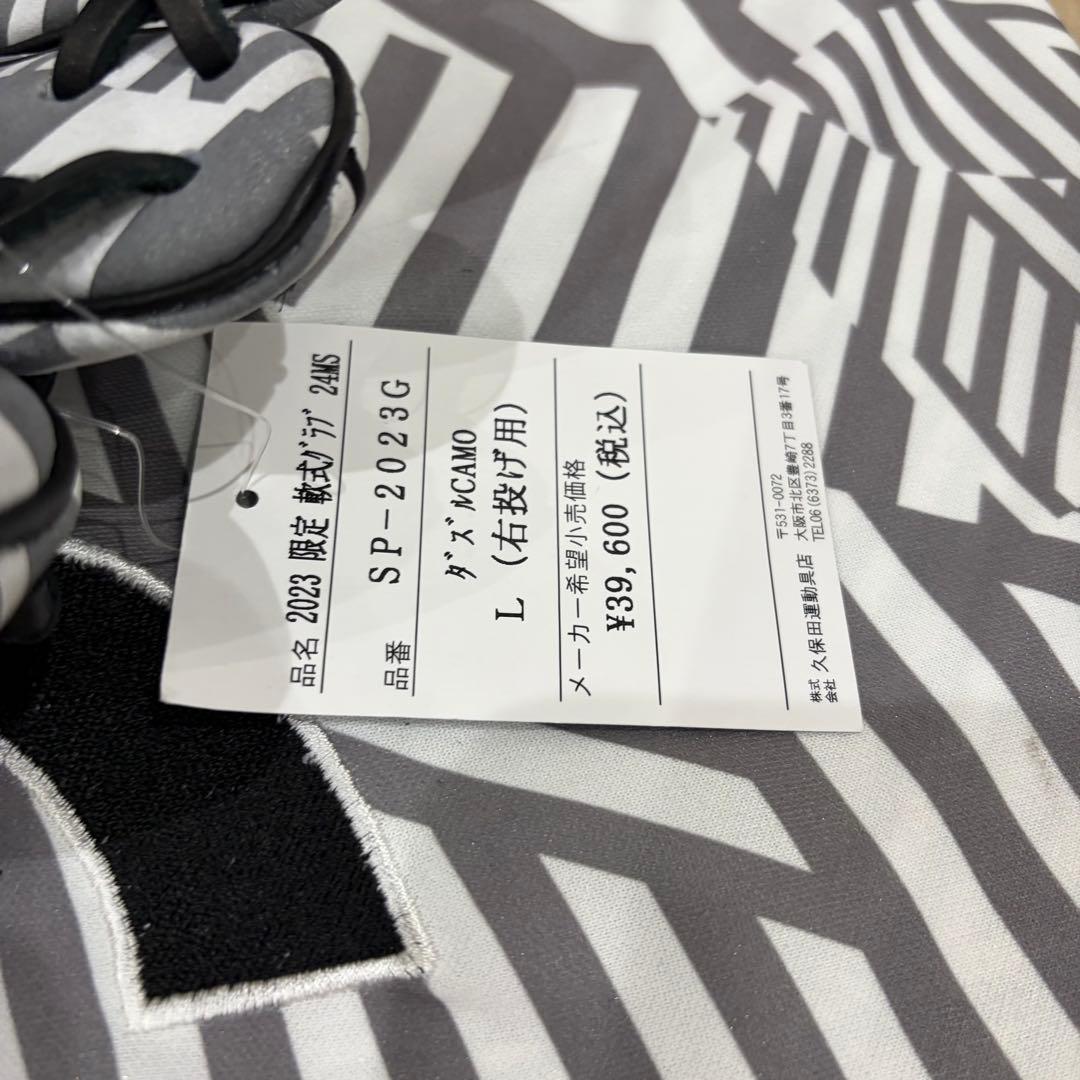 品名 2023 限定 軟式ｸﾞﾗﾌﾞ 24MS
品番 SP-2023G
ﾀﾞｽﾞﾙCAMO
L (右投げ用)
メーカー希望小売価格
¥39,600 (税込)
株式会社 久保田運動具店
〒531-0072
大阪市北区豊崎7丁目3番17号
TEL06(6373)2288